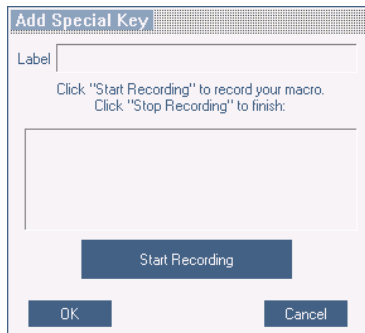 Add Special Key
Label
Click "Start Recording" to record your macro.
Click "Stop Recording" to finish:
Start Recording
OK
Cancel